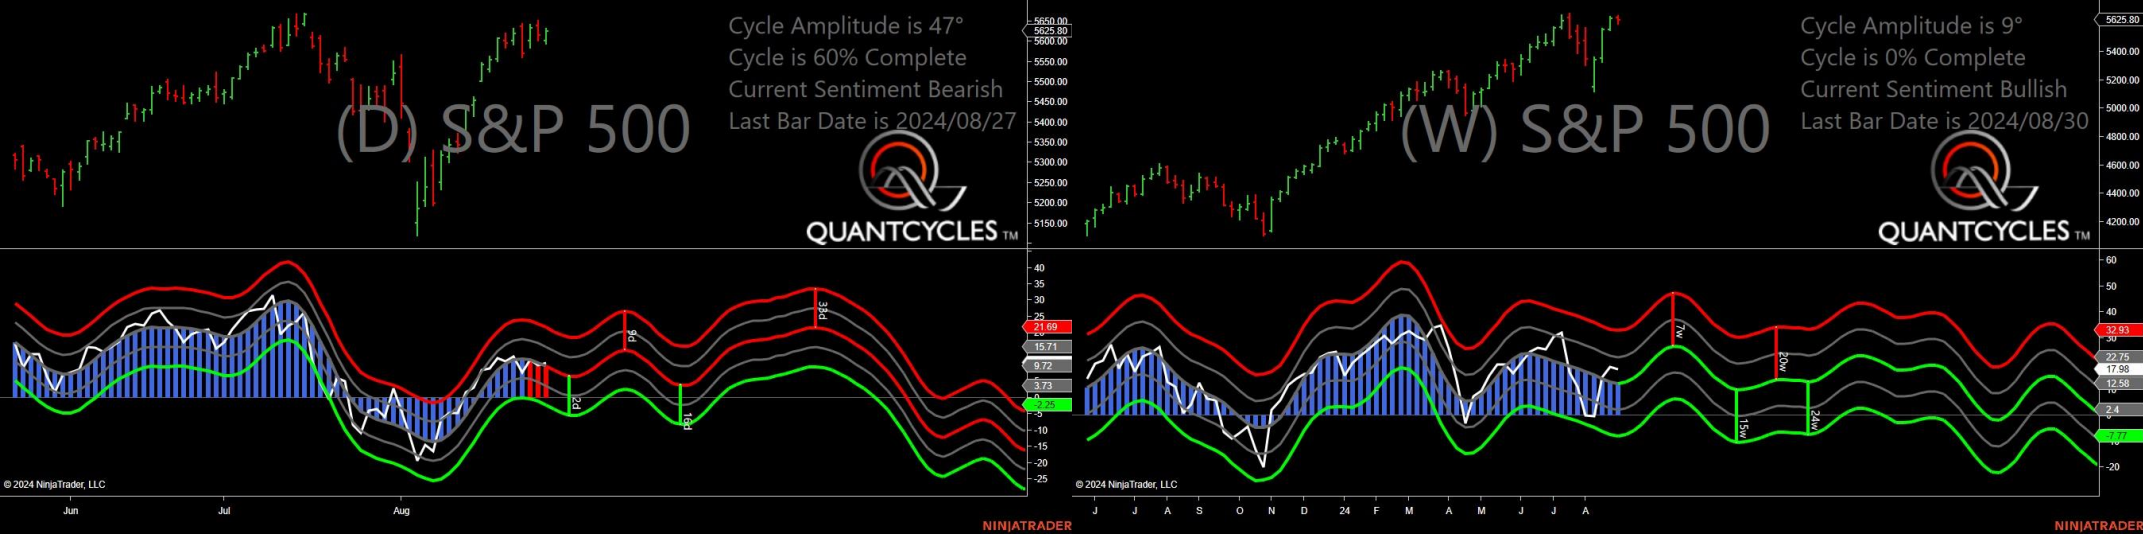 Cycle Amplitude is 47°
Cycle is 60% Complete
Current Sentiment Bearish
Last Bar Date is 2024/08/27
(D) S&P 500
QUANTCYCLES TM
5650.00
5625.80
5600.00
5550.00
5500.00
5450.00
5400.00
5350.00
5300.00
5250.00
5200.00
5150.00
40
35
30
25
21.69
15.71
9.72
3.73
0
-2.25
-5
-10
-15
-20
-25
2d
9d
16d
33d
© 2024 NinjaTrader, LLC
Jun Jul Aug
NINJATRADER
Cycle Amplitude is 9°
Cycle is 0% Complete
Current Sentiment Bullish
Last Bar Date is 2024/08/30
(W) S&P 500
QUANTCYCLES TM
5625.80
5400.00
5200.00
5000.00
4800.00
4600.00
4400.00
4200.00
60
50
40
32.93
30
22.75
17.98
12.58
2.4
-7.77
-20
7w
15w
20w
24w
© 2024 NinjaTrader, LLC
J J A S O N D 24 F M A M J J A
NINJATRADER